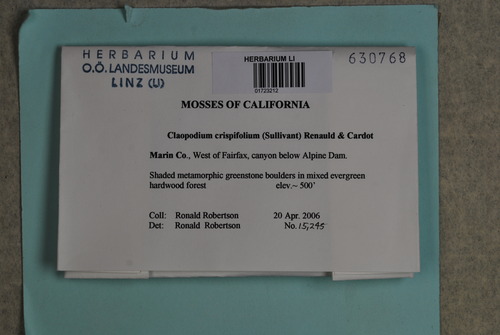 HERBARIUM
O.Ö. LANDESMUSEUM
LINZ (LI)
HERBARIUM LI
01723212
630768
MOSSES OF CALIFORNIA
Claopodium crispifolium (Sullivant) Renauld & Cardot
Marin Co., West of Fairfax, canyon below Alpine Dam.
Shaded metamorphic greenstone boulders in mixed evergreen
hardwood forest elev.~ 500'
Coll: Ronald Robertson 20 Apr. 2006
Det: Ronald Robertson No. 15,245